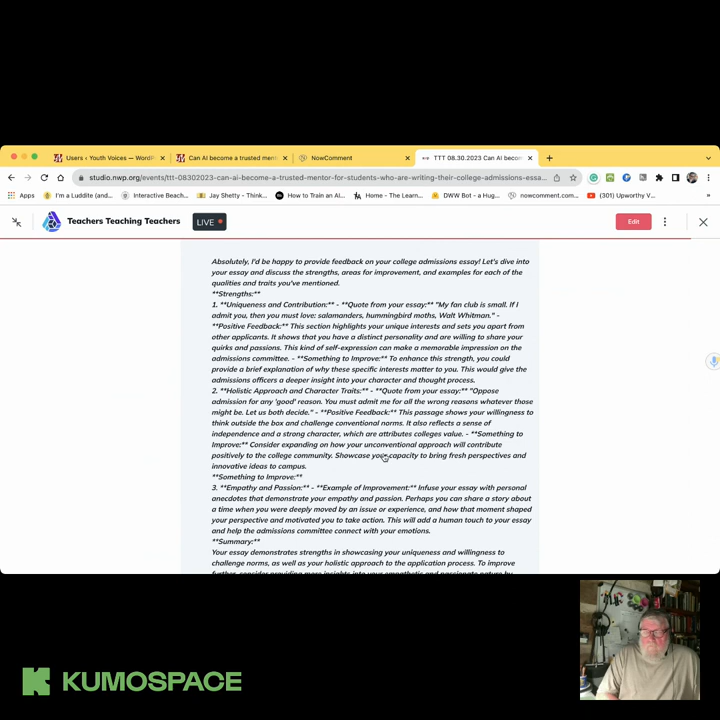 Users ‹ Youth Voices — WordP
Can AI become a trusted ment
NowComment
TTT 08.30.2023 Can AI becom
studio.nwp.org/events/ttt-08302023-can-ai-become-a-trusted-mentor-for-students-who-are-writing-their-college-admissions-essa...
Apps
I'm a Luddite (and...
Interactive Beach...
Jay Shetty - Think...
How to Train an AI...
Home - The Learn...
DWW Bot - a Hug...
nowcomment.com...
(301) Upworthy V...
Teachers Teaching Teachers
LIVE
Edit
Absolutely, I'd be happy to provide feedback on your college admissions essay! Let's dive into
your essay and discuss the strengths, areas for improvement, and examples for each of the
qualities and traits you've mentioned.
**Strengths:**
1. **Uniqueness and Contribution:** - **Quote from your essay:** "My fan club is small. If I
admit you, then you must love: salamanders, hummingbird moths, Walt Whitman." -
**Positive Feedback:** This section highlights your unique interests and sets you apart from
other applicants. It shows that you have a distinct personality and are willing to share your
quirks and passions. This kind of self-expression can make a memorable impression on the
admissions committee. - **Something to Improve:** To enhance this strength, you could
provide a brief explanation of why these specific interests matter to you. This would give the
admissions officers a deeper insight into your character and thought process.
2. **Holistic Approach and Character Traits:** - **Quote from your essay:** "Oppose
admission for any 'good' reason. You must admit me for all the wrong reasons whatever those
might be. Let us both decide." - **Positive Feedback:** This passage shows your willingness to
think outside the box and challenge conventional norms. It also reflects a sense of
independence and a strong character, which are attributes colleges value. - **Something to
Improve:** Consider expanding on how your unconventional approach will contribute
positively to the college community. Showcase your capacity to bring fresh perspectives and
innovative ideas to campus.
**Something to Improve:**
3. **Empathy and Passion:** - **Example of Improvement:** Infuse your essay with personal
anecdotes that demonstrate your empathy and passion. Perhaps you can share a story about
a time when you were deeply moved by an issue or experience, and how that moment shaped
your perspective and motivated you to take action. This will add a human touch to your essay
and help the admissions committee connect with your emotions.
**Summary:**
Your essay demonstrates strengths in showcasing your uniqueness and willingness to
challenge norms, as well as your holistic approach to the application process. To improve
further, consider providing more insights into your empathetic and passionate nature by
KUMOSPACE